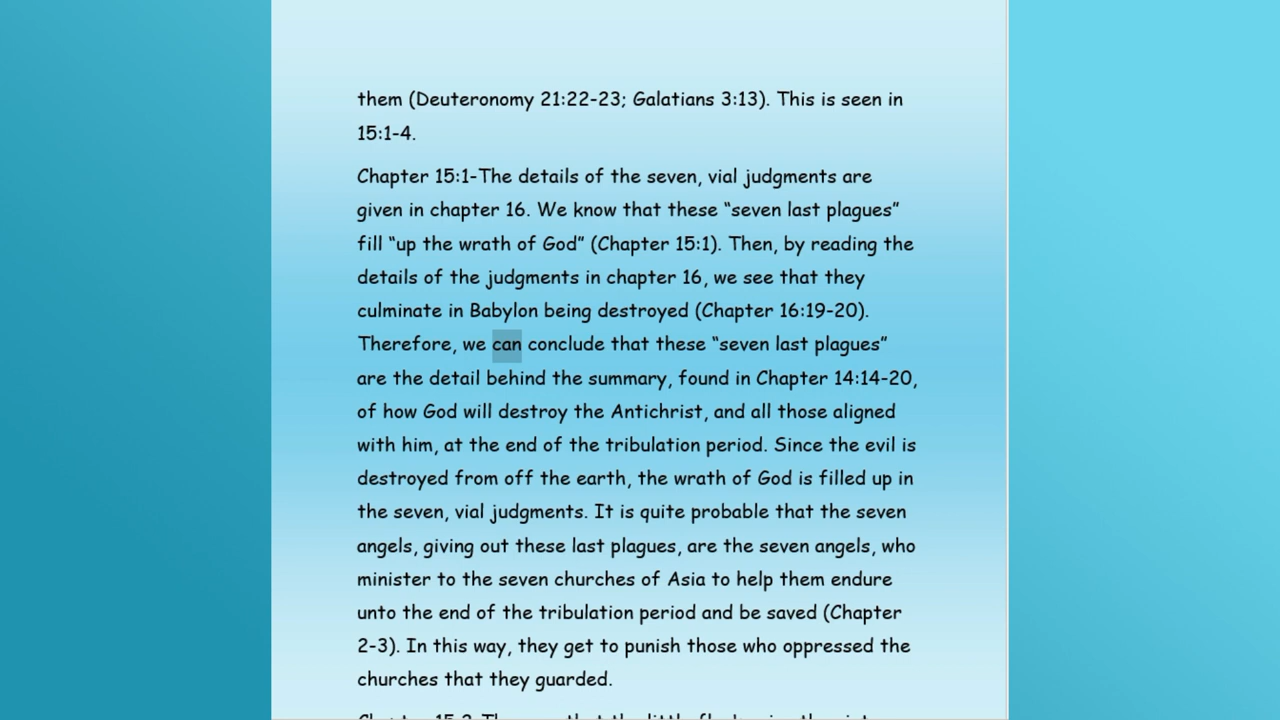 them (Deuteronomy 21:22-23; Galatians 3:13). This is seen in
15:1-4.
Chapter 15:1-The details of the seven, vial judgments are
given in chapter 16. We know that these “seven last plagues”
fill “up the wrath of God” (Chapter 15:1). Then, by reading the
details of the judgments in chapter 16, we see that they
culminate in Babylon being destroyed (Chapter 16:19-20).
Therefore, we can conclude that these “seven last plagues”
are the detail behind the summary, found in Chapter 14:14-20,
of how God will destroy the Antichrist, and all those aligned
with him, at the end of the tribulation period. Since the evil is
destroyed from off the earth, the wrath of God is filled up in
the seven, vial judgments. It is quite probable that the seven
angels, giving out these last plagues, are the seven angels, who
minister to the seven churches of Asia to help them endure
unto the end of the tribulation period and be saved (Chapter
2-3). In this way, they get to punish those who oppressed the
churches that they guarded.